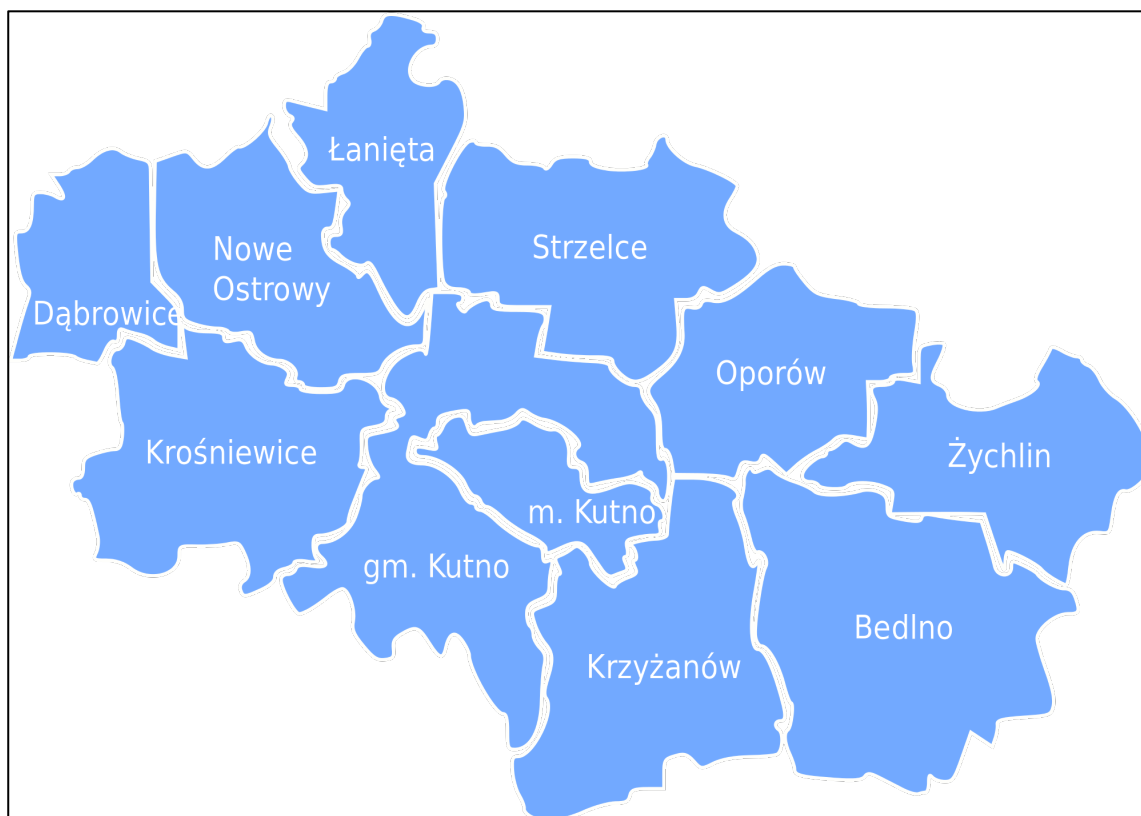 Łanięta
Nowe
Ostrowy
Strzelce
Dąbrowice
Oporów
Krośniewice
Żychlin
m. Kutno
gm. Kutno
Bedlno
Krzyżanów